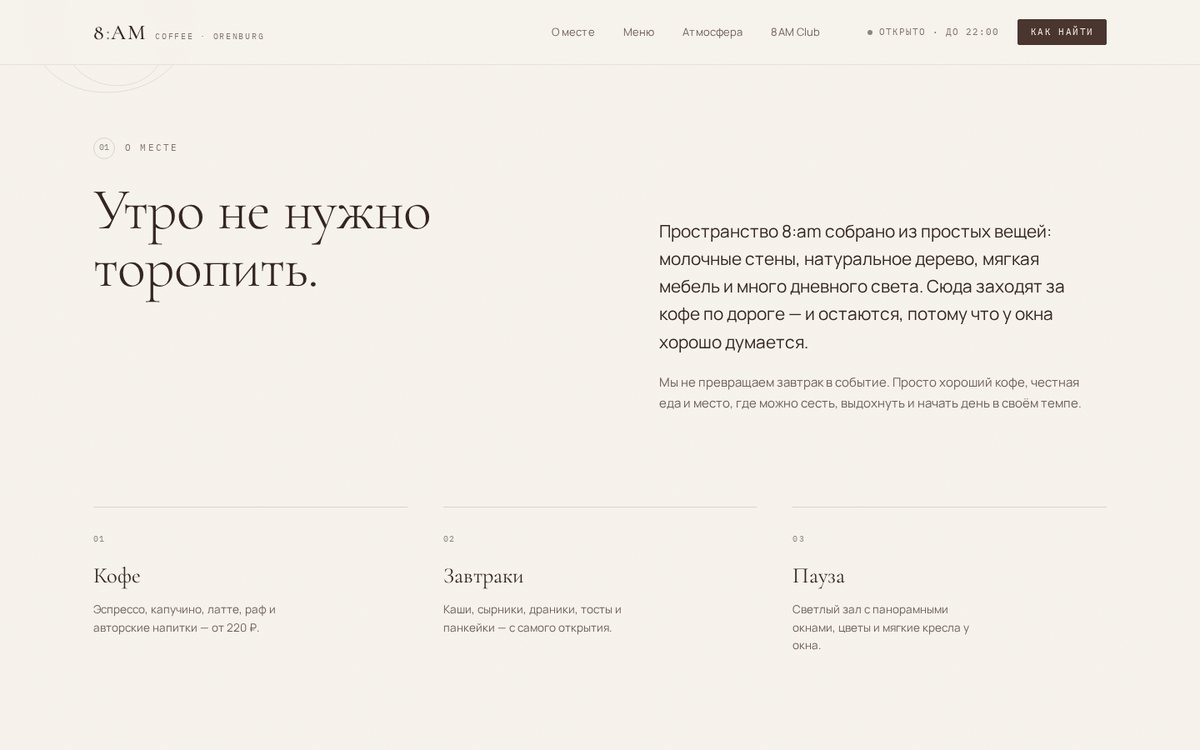 8:AM COFFEE · ORENBURG
О месте Меню Атмосфера 8AM Club ОТКРЫТО · ДО 22:00 КАК НАЙТИ
01 О МЕСТЕ
Утро не нужно
торопить.
Пространство 8:am собрано из простых вещей:
молочные стены, натуральное дерево, мягкая
мебель и много дневного света. Сюда заходят за
кофе по дороге — и остаются, потому что у окна
хорошо думается.
Мы не превращаем завтрак в событие. Просто хороший кофе, честная
еда и место, где можно сесть, выдохнуть и начать день в своём темпе.
01
Кофе
Эспрессо, капучино, латте, раф и
авторские напитки — от 220 ₽.
02
Завтраки
Каши, сырники, драники, тосты и
панкейки — с самого открытия.
03
Пауза
Светлый зал с панорамными
окнами, цветы и мягкие кресла у
окна.